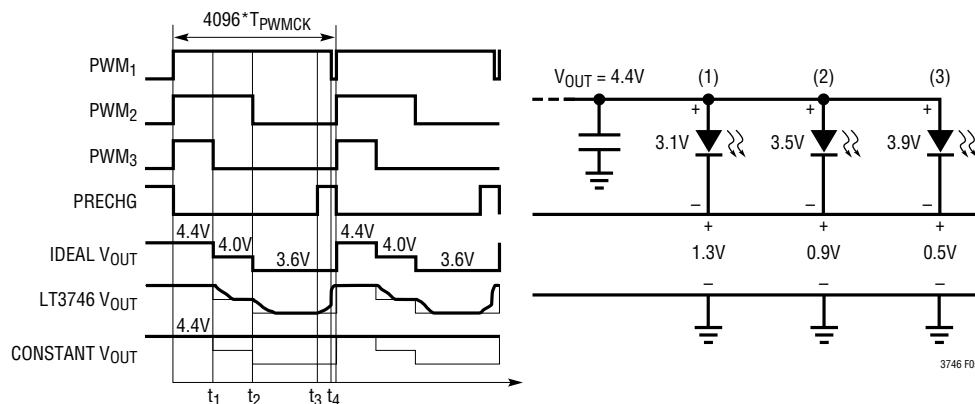 4096*TPWMCK
PWM1
PWM2
PWM3
PRECHG
4.4V
4.0V
3.6V
4.4V
4.0V
3.6V
IDEAL VOUT
LT3746 VOUT
4.4V
CONSTANT VOUT
t1 t2 t3 t4
VOUT = 4.4V (1) (2) (3)
+ + +
3.1V 3.5V 3.9V
– – –
+ + +
1.3V 0.9V 0.5V
– – –
3746 F0